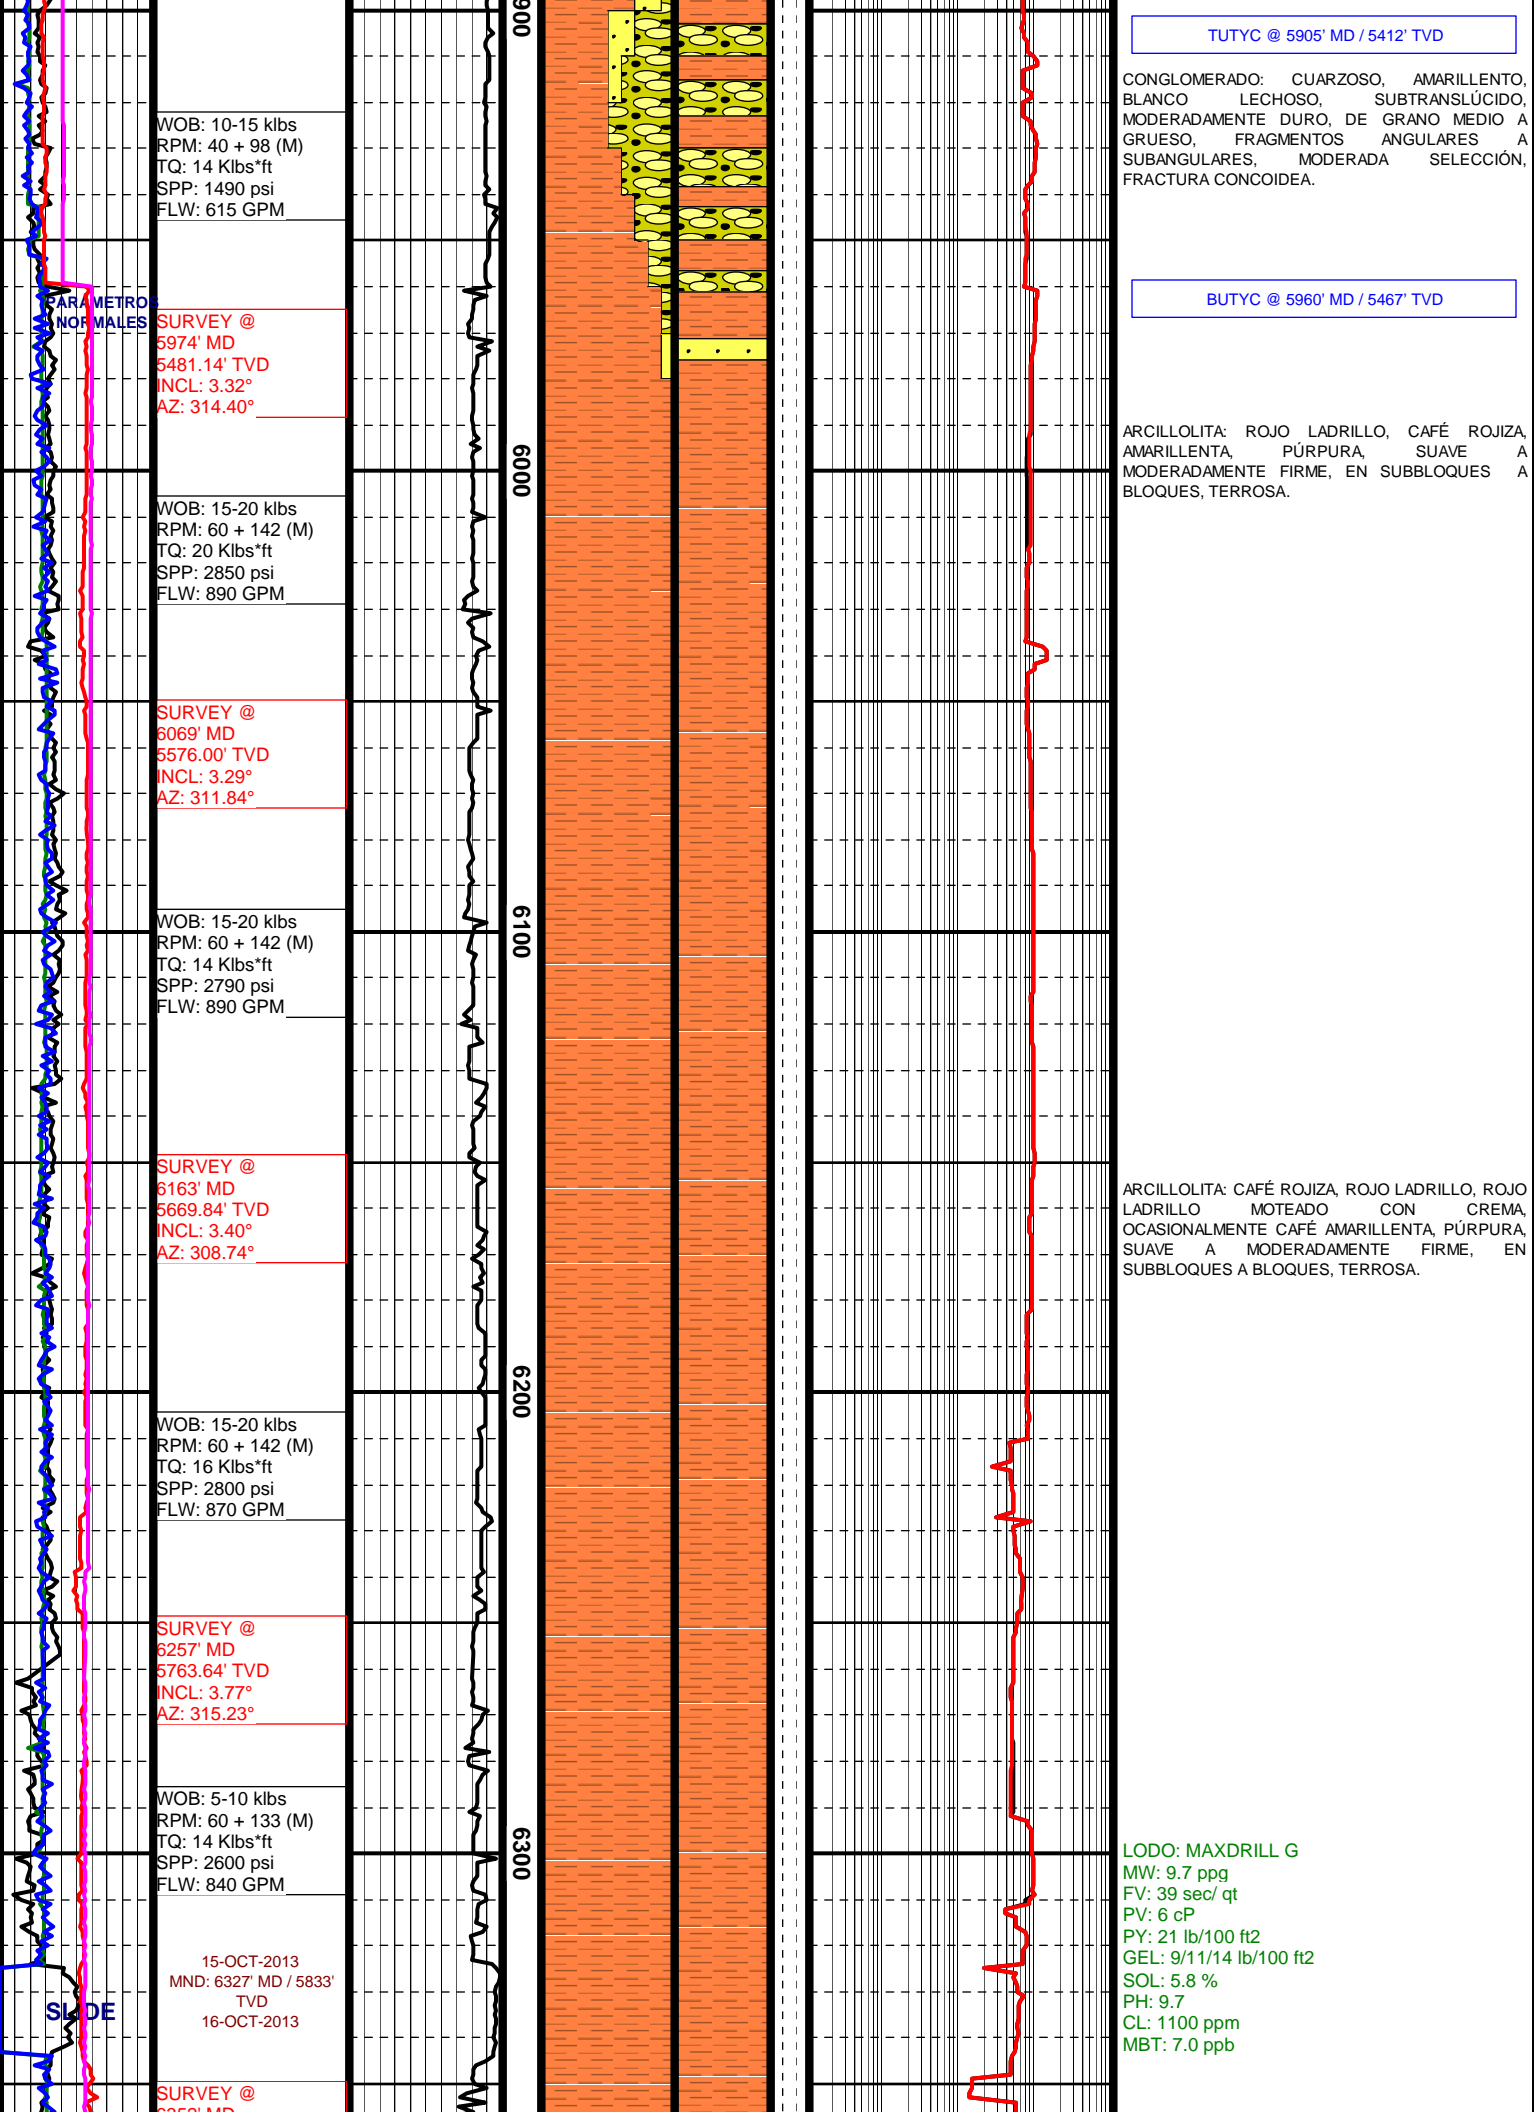 TUTYC @ 5905' MD / 5412' TVD
CONGLOMERADO: CUARZOSO, AMARILLENTO,
BLANCO LECHOSO, SUBTRANSLÚCIDO,
MODERADAMENTE DURO, DE GRANO MEDIO A
GRUESO, FRAGMENTOS ANGULARES A
SUBANGULARES, MODERADA SELECCIÓN,
FRACTURA CONCOIDEA.
WOB: 10-15 klbs
RPM: 40 + 98 (M)
TQ: 14 Klbs*ft
SPP: 1490 psi
FLW: 615 GPM
BUTYC @ 5960' MD / 5467' TVD
PARAMETROS
NORMALES
SURVEY @
5974' MD
5481.14' TVD
INCL: 3.32°
AZ: 314.40°
ARCILLOLITA: ROJO LADRILLO, CAFÉ ROJIZA,
AMARILLENTA, PÚRPURA, SUAVE A
MODERADAMENTE FIRME, EN SUBBLOQUES A
BLOQUES, TERROSA.
6000
WOB: 15-20 klbs
RPM: 60 + 142 (M)
TQ: 20 Klbs*ft
SPP: 2850 psi
FLW: 890 GPM
SURVEY @
6069' MD
5576.00' TVD
INCL: 3.29°
AZ: 311.84°
6100
WOB: 15-20 klbs
RPM: 60 + 142 (M)
TQ: 14 Klbs*ft
SPP: 2790 psi
FLW: 890 GPM
SURVEY @
6163' MD
5669.84' TVD
INCL: 3.40°
AZ: 308.74°
ARCILLOLITA: CAFÉ ROJIZA, ROJO LADRILLO, ROJO
LADRILLO MOTEADO CON CREMA,
OCASIONALMENTE CAFÉ AMARILLENTA, PÚRPURA,
SUAVE A MODERADAMENTE FIRME, EN
SUBBLOQUES A BLOQUES, TERROSA.
6200
WOB: 15-20 klbs
RPM: 60 + 142 (M)
TQ: 16 Klbs*ft
SPP: 2800 psi
FLW: 870 GPM
SURVEY @
6257' MD
5763.64' TVD
INCL: 3.77°
AZ: 315.23°
WOB: 5-10 klbs
RPM: 60 + 133 (M)
TQ: 14 Klbs*ft
SPP: 2600 psi
FLW: 840 GPM
6300
LODO: MAXDRILL G
MW: 9.7 ppg
FV: 39 sec/ qt
PV: 6 cP
PY: 21 lb/100 ft2
GEL: 9/11/14 lb/100 ft2
SOL: 5.8 %
PH: 9.7
CL: 1100 ppm
MBT: 7.0 ppb
15-OCT-2013
MND: 6327' MD / 5833'
TVD
16-OCT-2013
SLIDE
SURVEY @